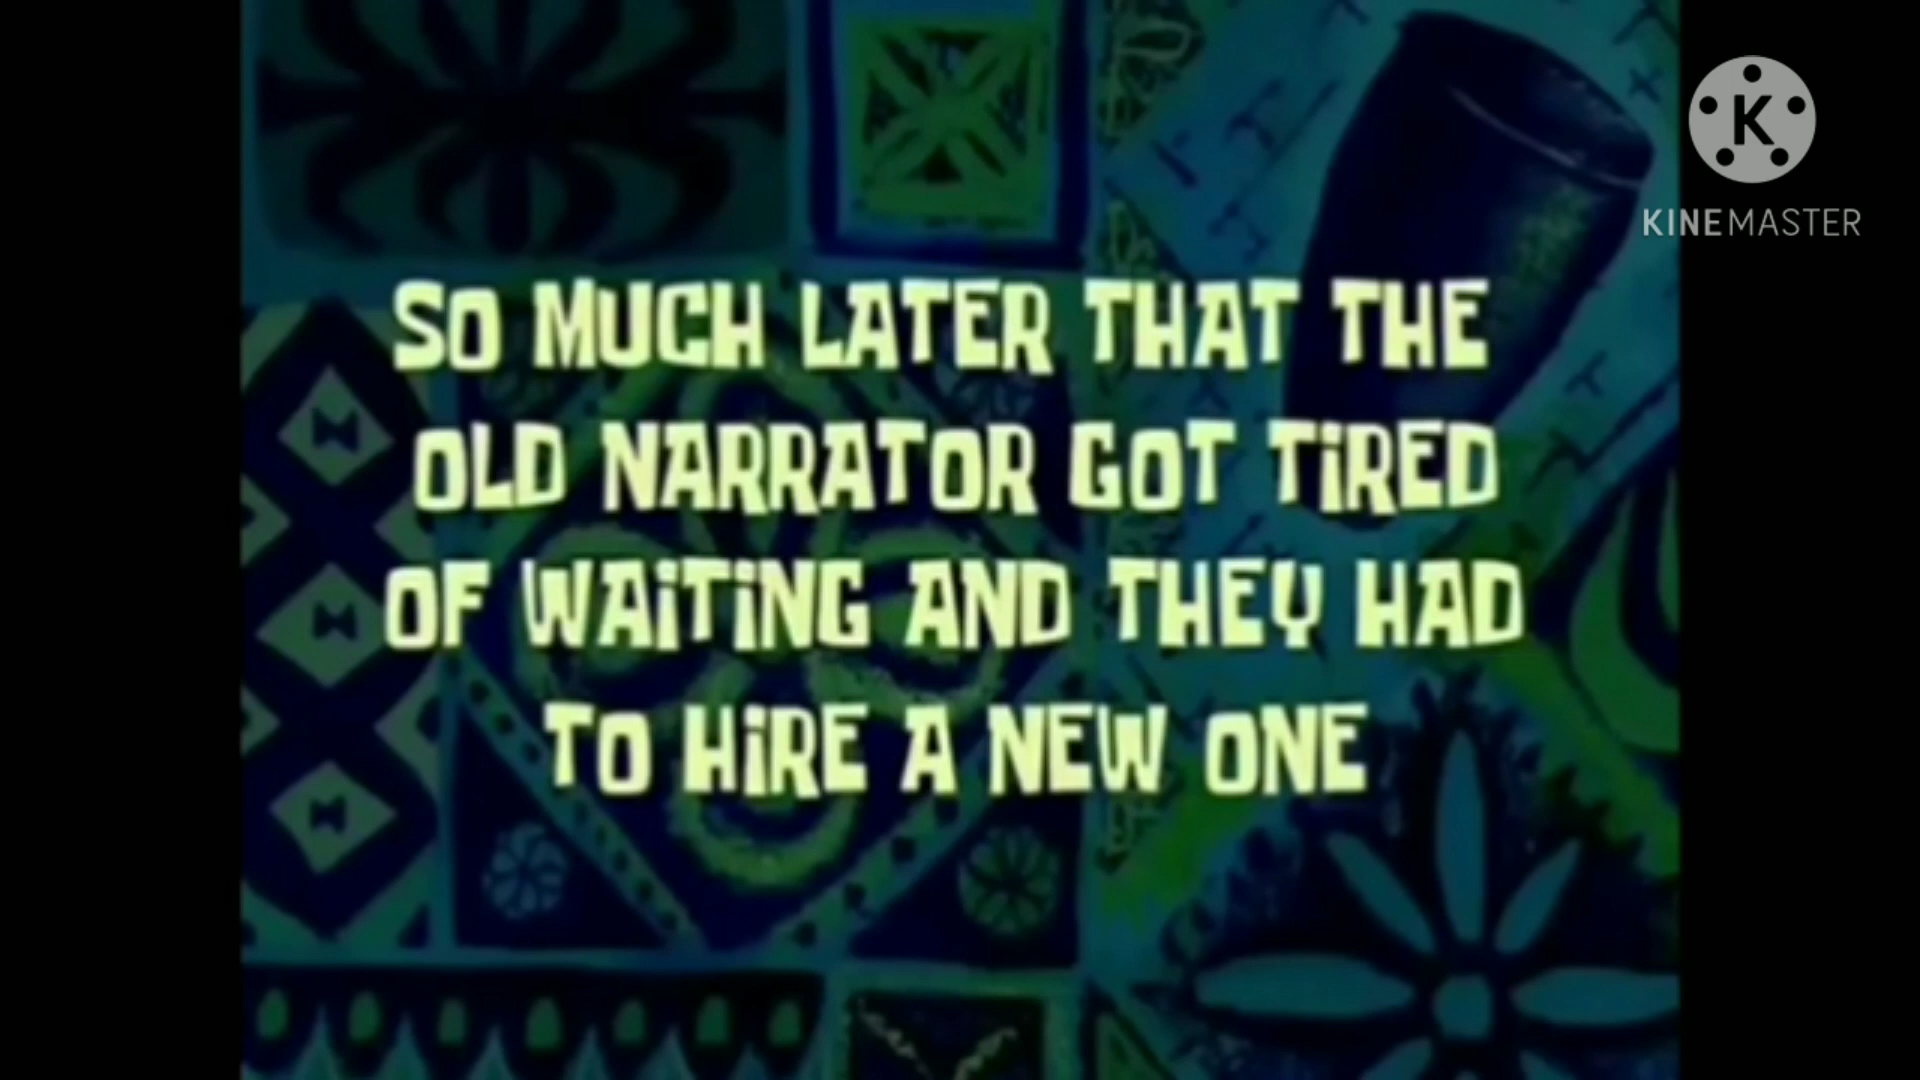 SO MUCH LATER THAT THE
OLD NARRATOR GOT TiRED
OF WAiTiNG AND THEY HAD
TO HiRE A NEW ONE
K
KINEMASTER